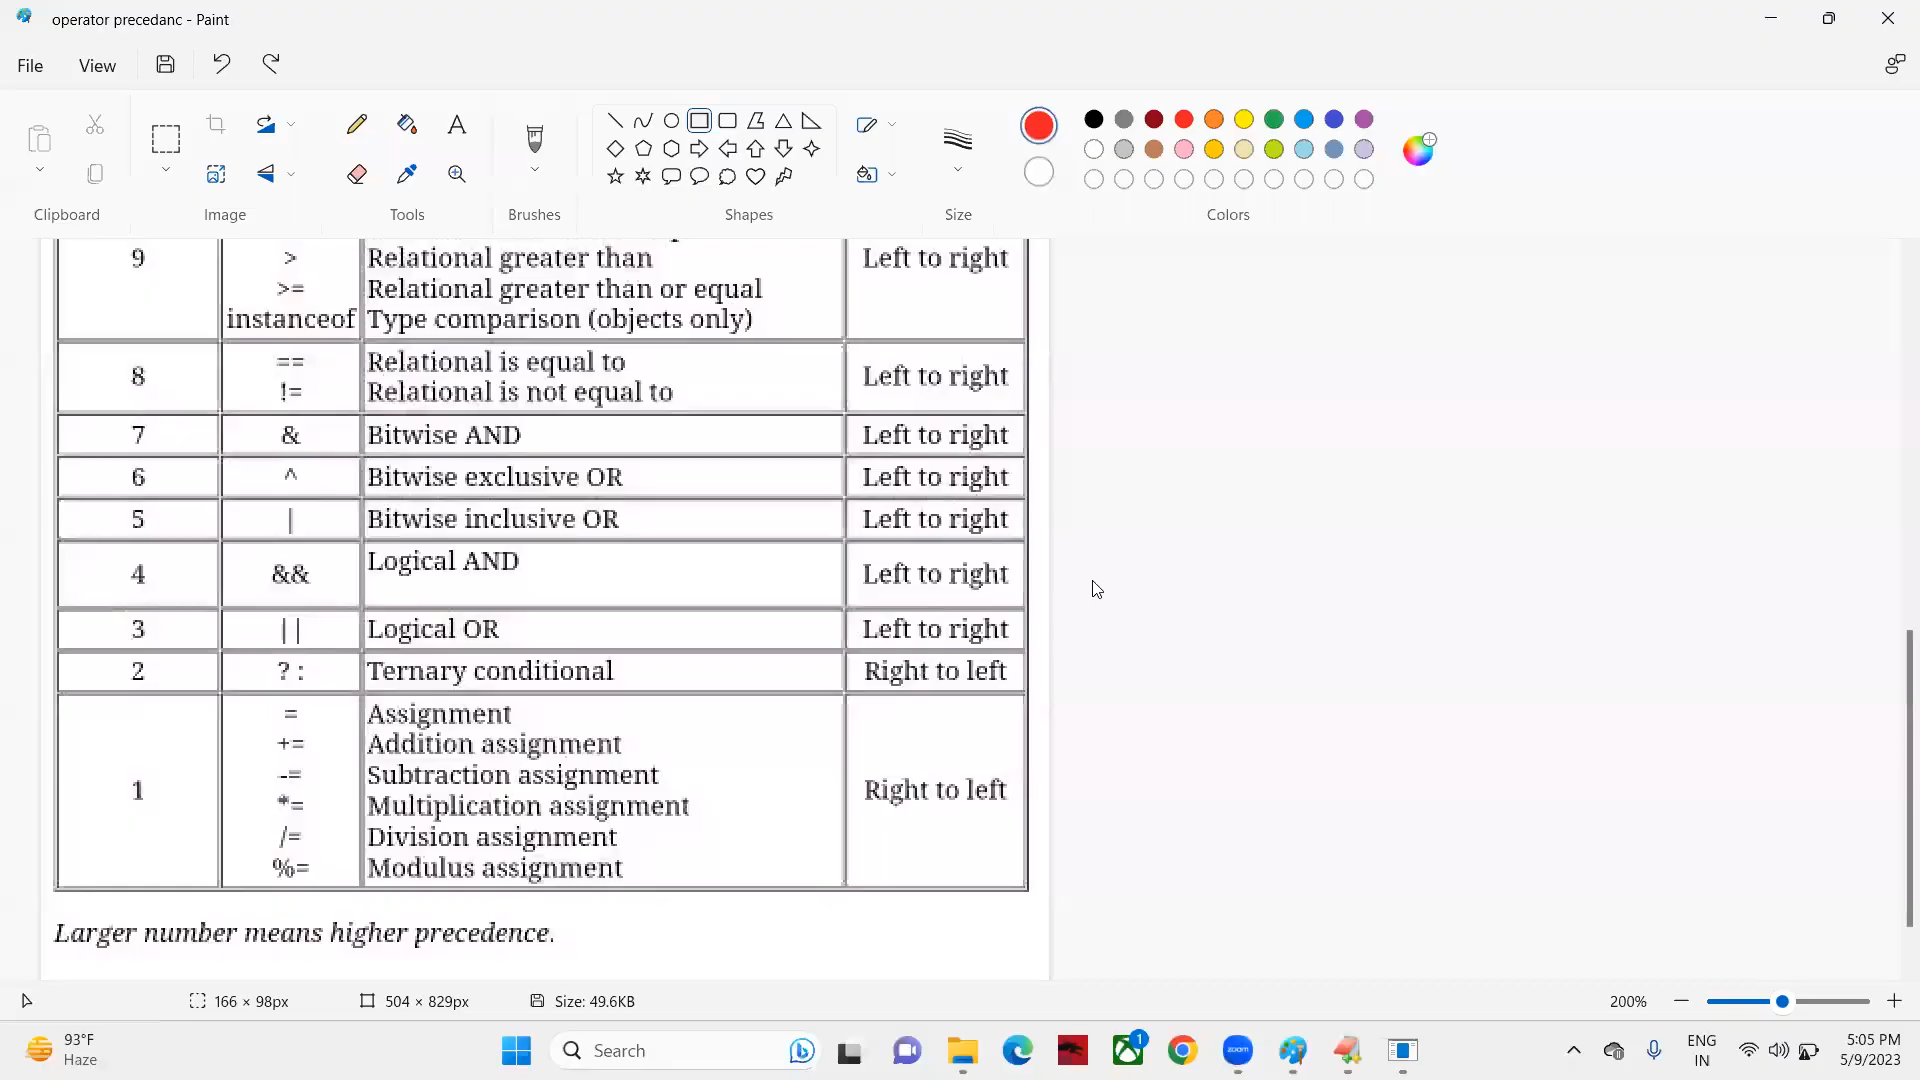 operator precedanc - Paint
File View
Clipboard Image Tools Brushes Shapes Size Colors
9 > Relational greater than Left to right
>= Relational greater than or equal
instanceof Type comparison (objects only)
8 == Relational is equal to Left to right
!= Relational is not equal to
7 & Bitwise AND Left to right
6 ^ Bitwise exclusive OR Left to right
5 | Bitwise inclusive OR Left to right
4 && Logical AND Left to right
3 || Logical OR Left to right
2 ? : Ternary conditional Right to left
1 = Assignment Right to left
+= Addition assignment
-= Subtraction assignment
*= Multiplication assignment
/= Division assignment
%= Modulus assignment
Larger number means higher precedence.
166 × 98px 504 × 829px Size: 49.6KB 200%
93°F
Haze
Search
1
zoom
ENG
IN
5:05 PM
5/9/2023